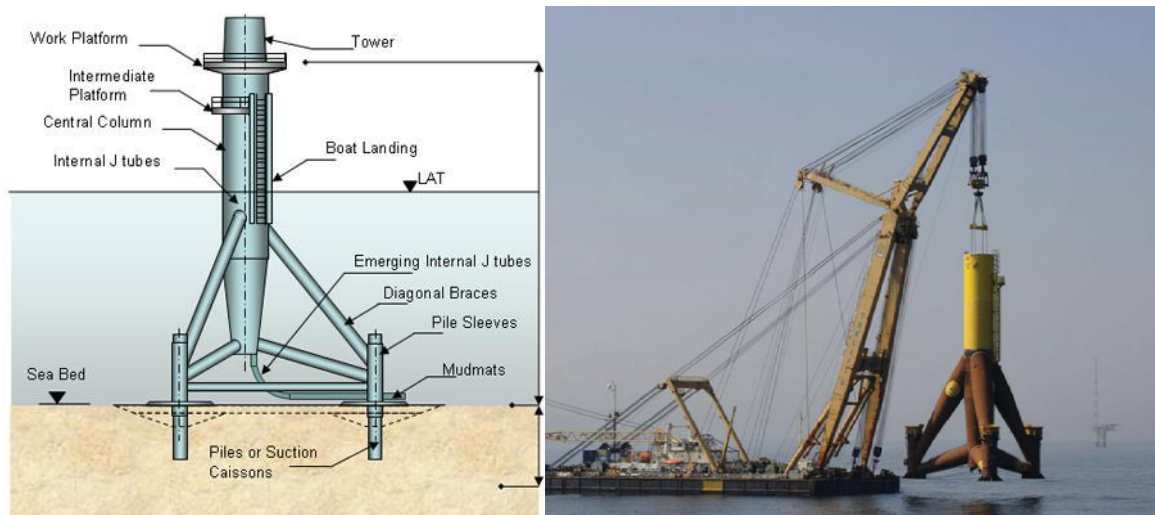 Work Platform
Tower
Intermediate
Platform
Central Column
Internal J tubes
Boat Landing
LAT
Emerging Internal J tubes
Diagonal Braces
Pile Sleeves
Sea Bed
Mudmats
Piles or Suction
Caissons